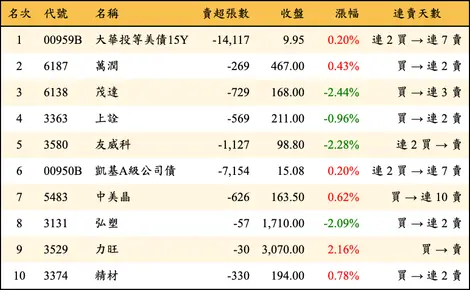 名次 代號 名稱 賣超張數 收盤 漲幅 連賣天數
1 00959B 大華投等美債15Y -14,117 9.95 0.20% 連 2 買 → 連 7 賣
2 6187 萬潤 -269 467.00 0.43% 買 → 連 2 賣
3 6138 茂達 -729 168.00 -2.44% 買 → 連 3 賣
4 3363 上詮 -569 211.00 -0.96% 買 → 連 2 賣
5 3580 友威科 -1,127 98.80 -2.28% 連 2 買 → 賣
6 00950B 凱基A級公司債 -7,154 15.08 0.20% 連 2 買 → 連 7 賣
7 5483 中美晶 -626 163.50 0.62% 買 → 連 10 賣
8 3131 弘塑 -57 1,710.00 -2.09% 買 → 連 2 賣
9 3529 力旺 -30 3,070.00 2.16% 買 → 賣
10 3374 精材 -330 194.00 0.78% 買 → 連 2 賣